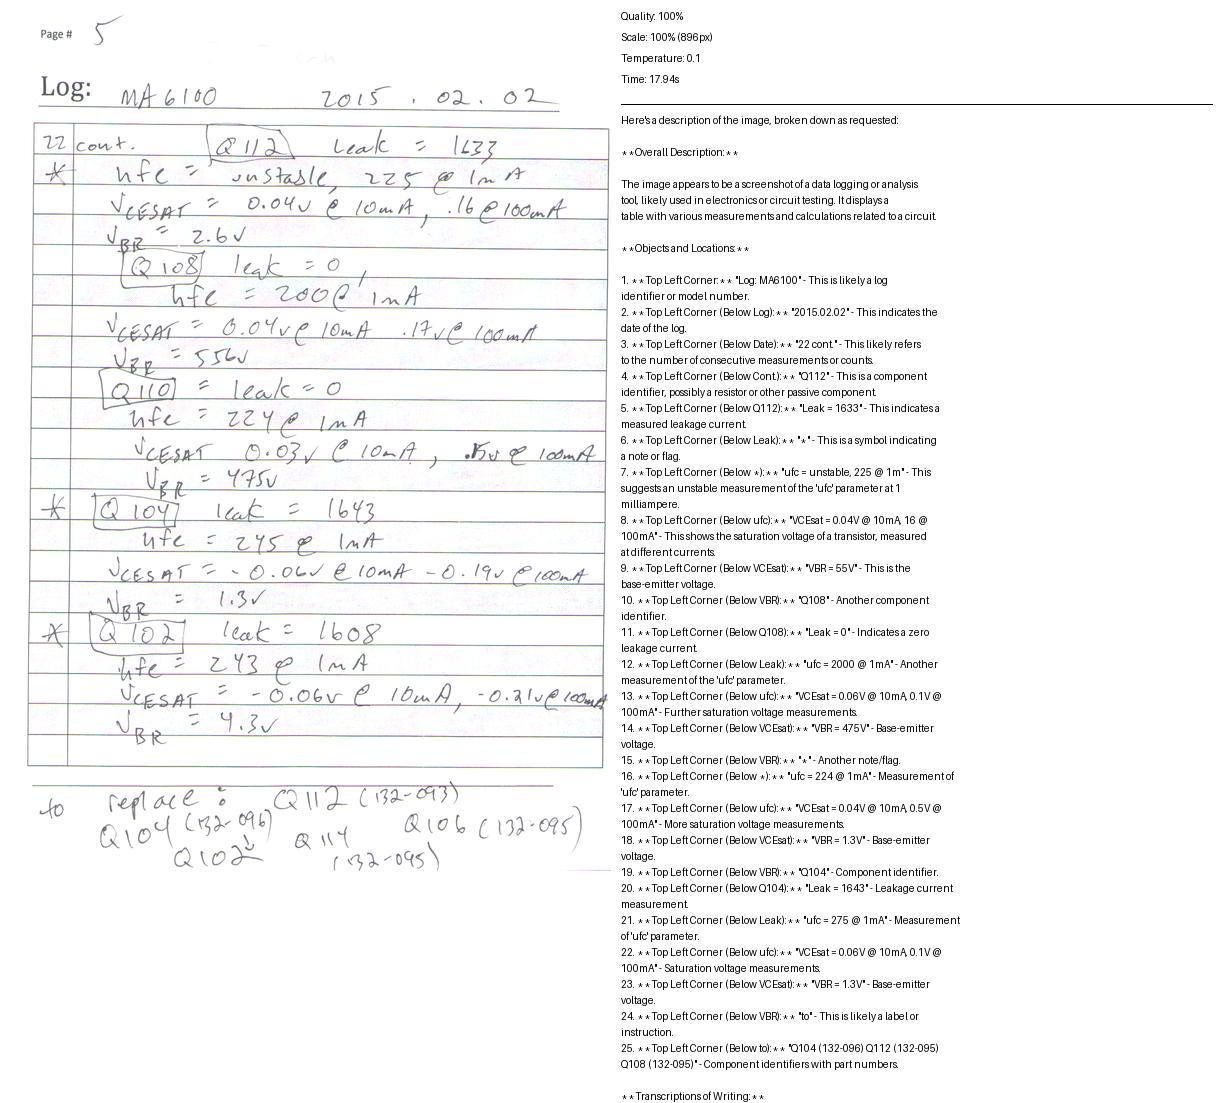 Page # 5
Log: MA6100 2015.02.02
22 cont. Q112 leak = 1633
* hfe = unstable, 225 @ 1mA
VCESAT = 0.04v @ 10mA, .16 @ 100mA
VBR = 2.6v
Q108 leak = 0,
hfe = 200 @ 1mA
VCESAT = 0.04v @ 10mA .17v @ 100mA
VBR = 556v
Q110 = leak = 0
hfe = 224 @ 1mA
VCESAT 0.03v @ 10mA, .15v @ 100mA
VBR = 475v
* Q104 leak = 1643
hfe = 245 @ 1mA
VCESAT = -0.06v @ 10mA -0.19v @ 100mA
VBR = 1.3v
* Q102 leak = 1608
hfe = 243 @ 1mA
VCESAT = -0.06v @ 10mA, -0.21v @ 100mA
VBR = 4.3v
to replace: Q112 (132-093)
Q104 (132-096) Q106 (132-095)
Q102 Q114
(132-095)
Quality: 100%
Scale: 100% (896px)
Temperature: 0.1
Time: 17.94s
Here's a description of the image, broken down as requested:
**Overall Description:**
The image appears to be a screenshot of a data logging or analysis
tool, likely used in electronics or circuit testing. It displays a
table with various measurements and calculations related to a circuit.
**Objects and Locations:**
1. **Top Left Corner:** "Log: MA6100" - This is likely a log
identifier or model number.
2. **Top Left Corner (Below Log):** "2015.02.02" - This indicates the
date of the log.
3. **Top Left Corner (Below Date):** "22 cont." - This likely refers
to the number of consecutive measurements or counts.
4. **Top Left Corner (Below Cont.):** "Q112" - This is a component
identifier, possibly a resistor or other passive component.
5. **Top Left Corner (Below Q112):** "Leak = 1633" - This indicates a
measured leakage current.
6. **Top Left Corner (Below Leak):** "*" - This is a symbol indicating
a note or flag.
7. **Top Left Corner (Below *):** "ufc = unstable, 225 @ 1m" - This
suggests an unstable measurement of the 'ufc' parameter at 1
milliampere.
8. **Top Left Corner (Below ufc):** "VCEsat = 0.04V @ 10mA, 16 @
100mA" - This shows the saturation voltage of a transistor, measured
at different currents.
9. **Top Left Corner (Below VCEsat):** "VBR = 55V" - This is the
base-emitter voltage.
10. **Top Left Corner (Below VBR):** "Q108" - Another component
identifier.
11. **Top Left Corner (Below Q108):** "Leak = 0" - Indicates a zero
leakage current.
12. **Top Left Corner (Below Leak):** "ufc = 2000 @ 1mA" - Another
measurement of the 'ufc' parameter.
13. **Top Left Corner (Below ufc):** "VCEsat = 0.06V @ 10mA, 0.1V @
100mA" - Further saturation voltage measurements.
14. **Top Left Corner (Below VCEsat):** "VBR = 475V" - Base-emitter
voltage.
15. **Top Left Corner (Below VBR):** "*" - Another note/flag.
16. **Top Left Corner (Below *):** "ufc = 224 @ 1mA" - Measurement of
'ufc' parameter.
17. **Top Left Corner (Below ufc):** "VCEsat = 0.04V @ 10mA, 0.5V @
100mA" - More saturation voltage measurements.
18. **Top Left Corner (Below VCEsat):** "VBR = 1.3V" - Base-emitter
voltage.
19. **Top Left Corner (Below VBR):** "Q104" - Component identifier.
20. **Top Left Corner (Below Q104):** "Leak = 1643" - Leakage current
measurement.
21. **Top Left Corner (Below Leak):** "ufc = 275 @ 1mA" - Measurement
of 'ufc' parameter.
22. **Top Left Corner (Below ufc):** "VCEsat = 0.06V @ 10mA, 0.1V @
100mA" - Saturation voltage measurements.
23. **Top Left Corner (Below VCEsat):** "VBR = 1.3V" - Base-emitter
voltage.
24. **Top Left Corner (Below VBR):** "to" - This is likely a label or
instruction.
25. **Top Left Corner (Below to):** "Q104 (132-096) Q112 (132-095)
Q108 (132-095)" - Component identifiers with part numbers.
**Transcriptions of Writing:**